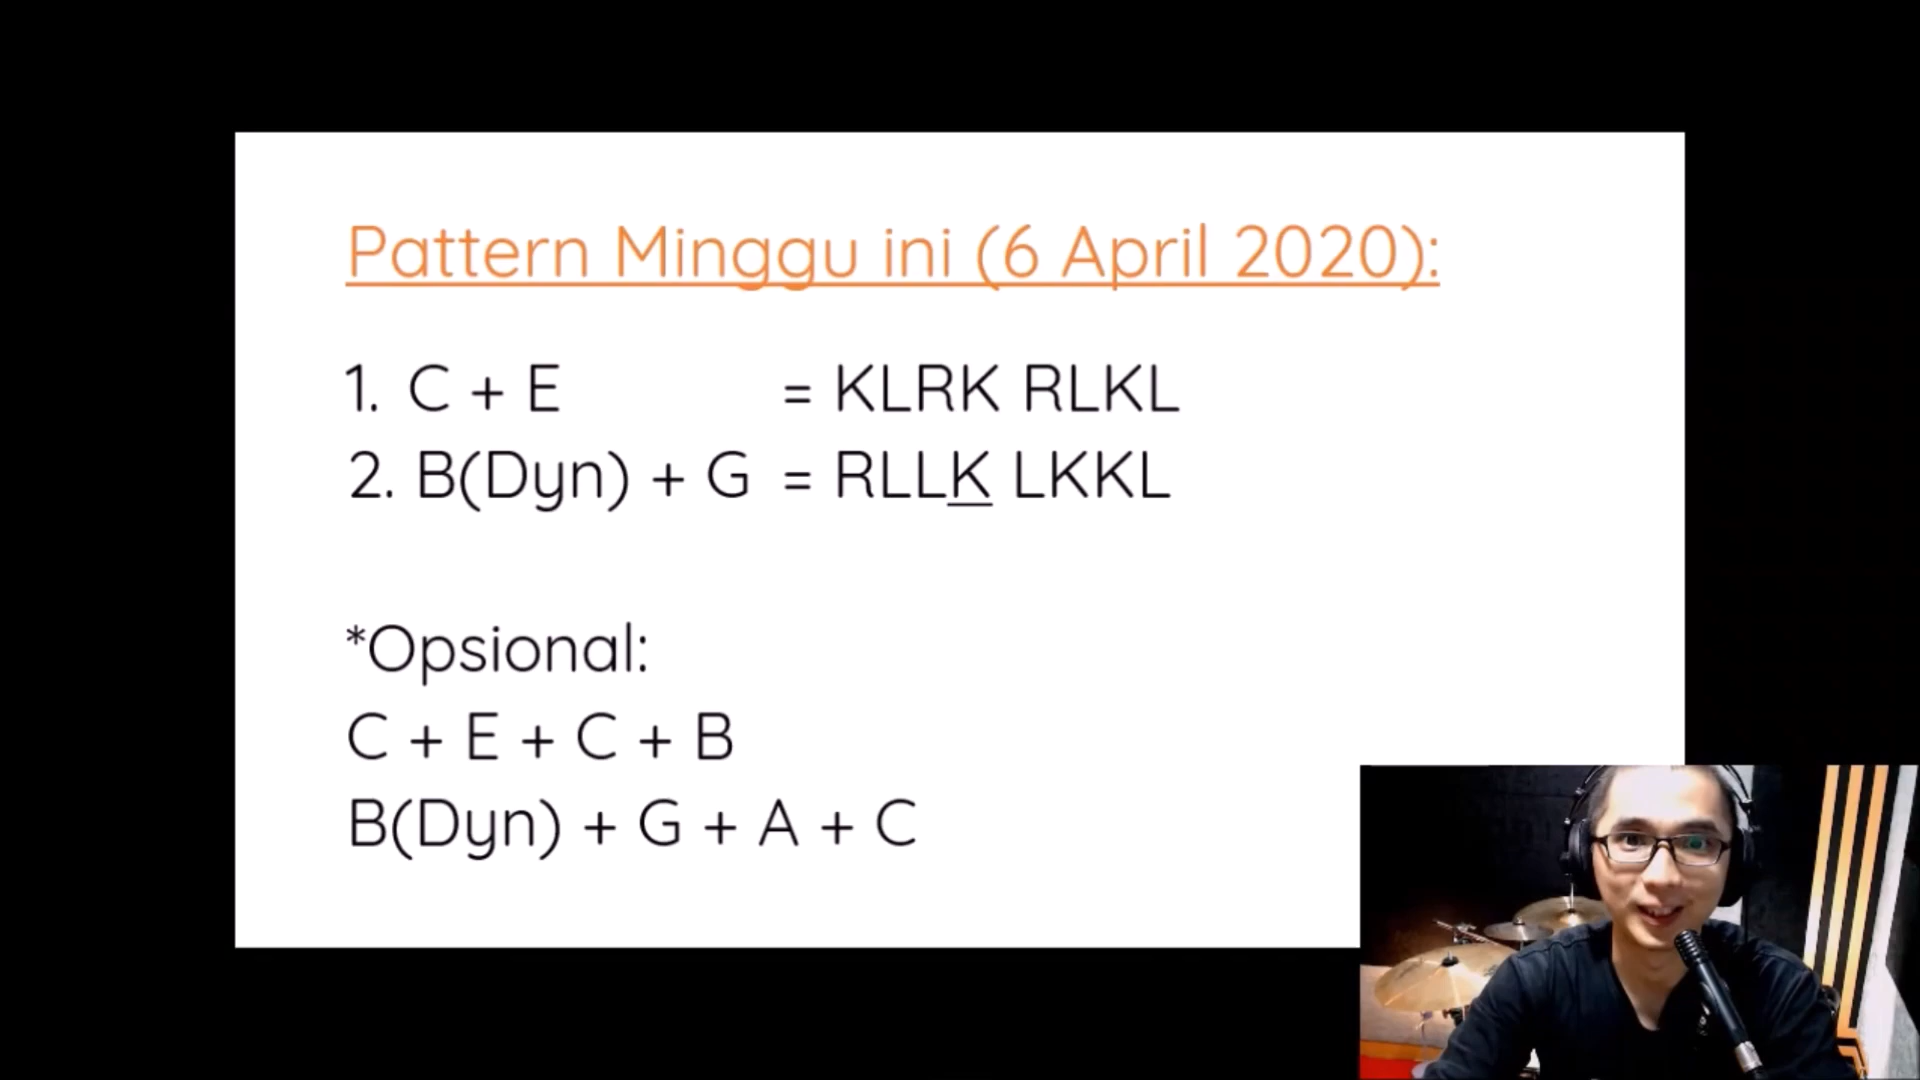 Pattern Minggu ini (6 April 2020):
1. C + E = KLRK RLKL
2. B(Dyn) + G = RLLK LKKL
*Opsional:
C + E + C + B
B(Dyn) + G + A + C